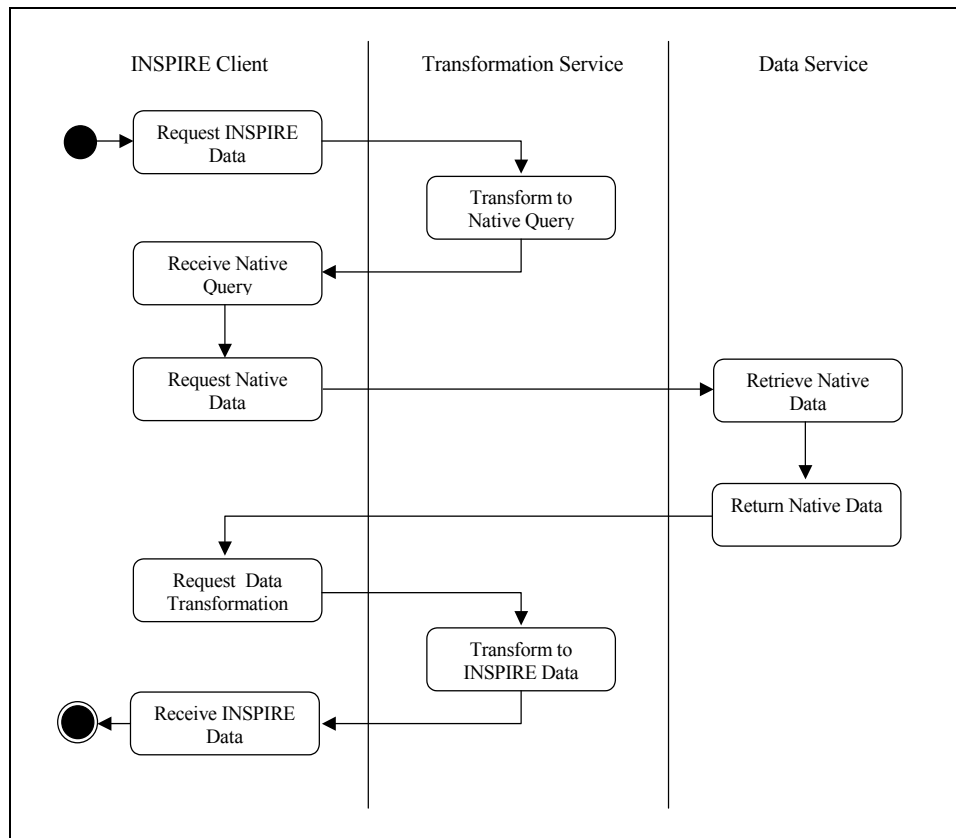 INSPIRE Client
Transformation Service
Data Service
Request INSPIRE
Data
Transform to
Native Query
Receive Native
Query
Request Native
Data
Retrieve Native
Data
Return Native Data
Request Data
Transformation
Transform to
INSPIRE Data
Receive INSPIRE
Data